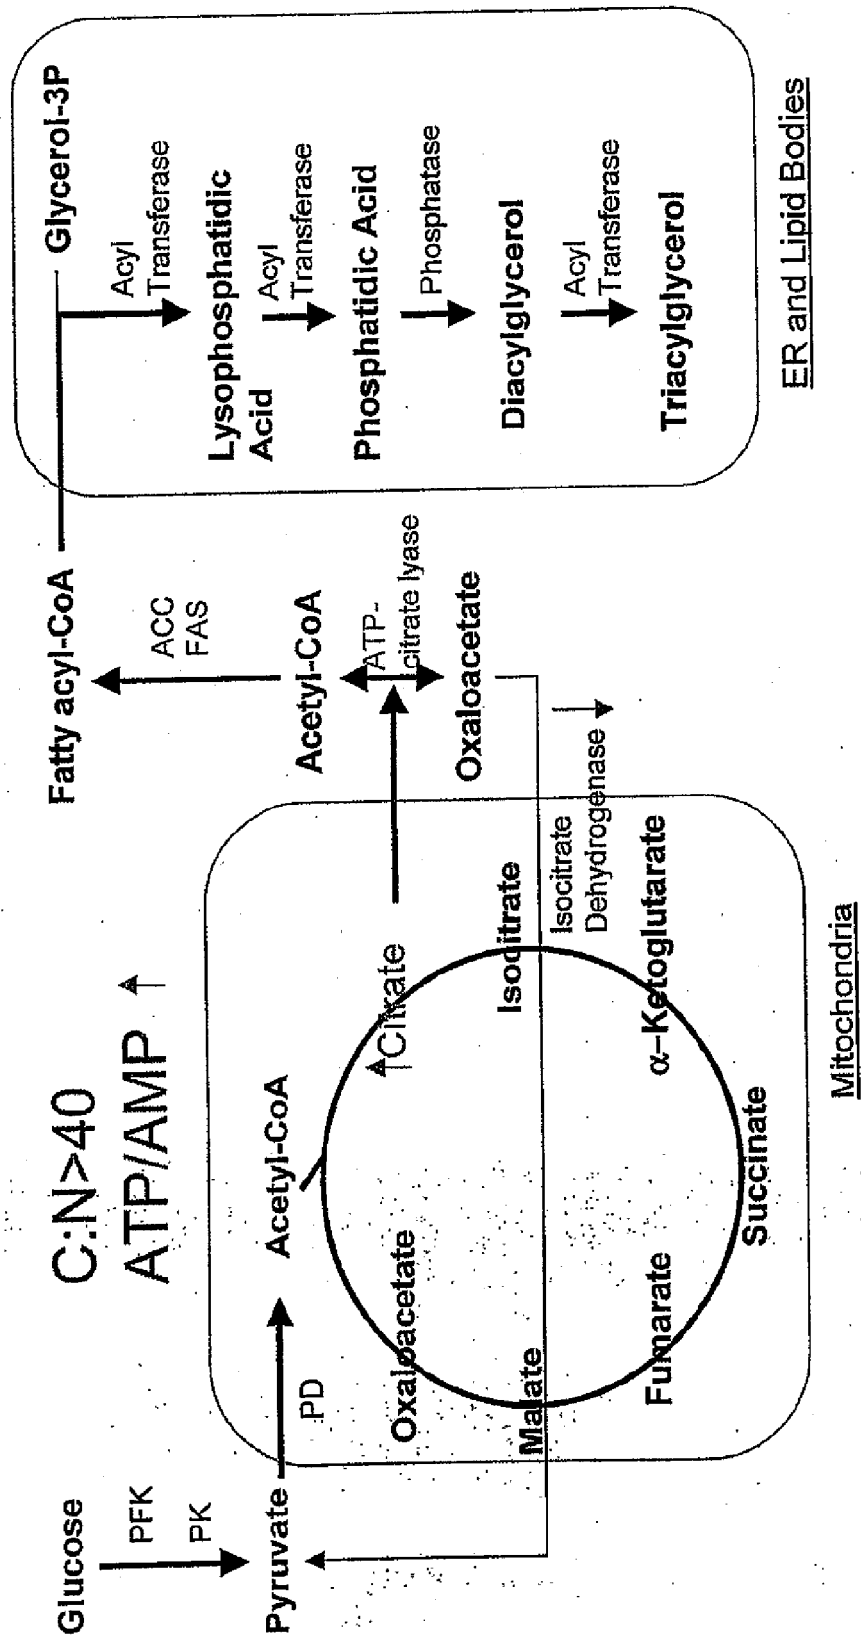 C:N>40
ATP/AMP ↑
Glucose
PFK
PK
Pyruvate
PD
Acetyl-CoA
↑Citrate
Isocitrate
Isocitrate
Dehydrogenase ↓
α–Ketoglutarate
Succinate
Fumarate
Malate
Oxaloacetate
Mitochondria
Fatty acyl-CoA
ACC
FAS
Acetyl-CoA
ATP-
citrate lyase
Oxaloacetate
Glycerol-3P
Acyl
Transferase
Lysophosphatidic
Acid
Acyl
Transferase
Phosphatidic Acid
Phosphatase
Diacylglycerol
Acyl
Transferase
Triacylglycerol
ER and Lipid Bodies